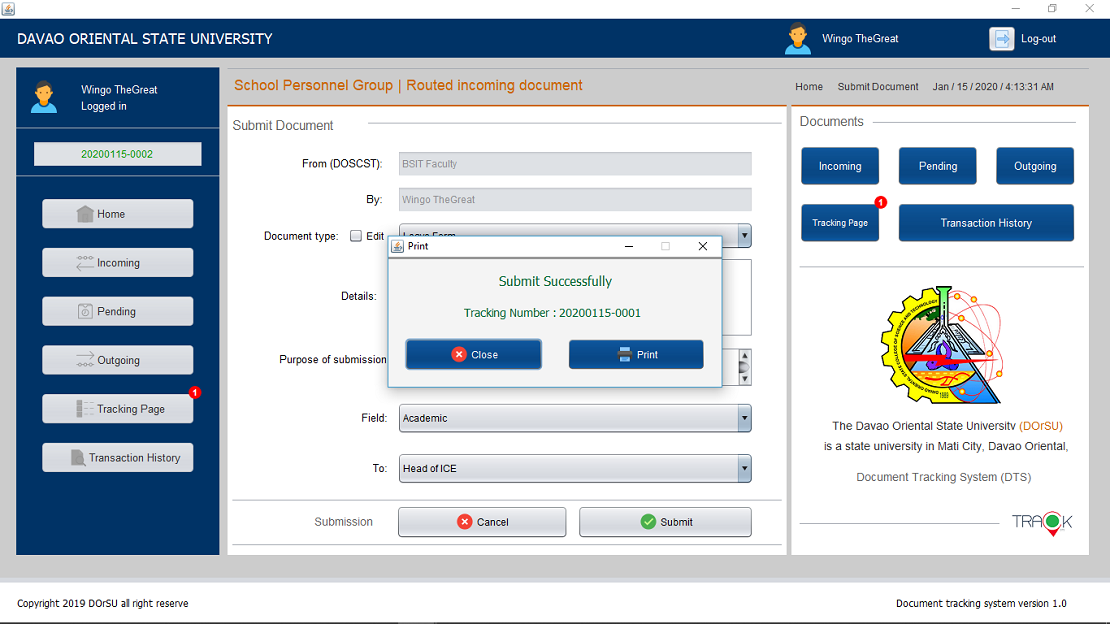 DAVAO ORIENTAL STATE UNIVERSITY
Wingo TheGreat
Log-out
Wingo TheGreat
Logged in
20200115-0002
Home
Incoming
Pending
Outgoing
1
Tracking Page
Transaction History
School Personnel Group | Routed incoming document
Submit Document
From (DOSCST):
BSIT Faculty
By:
Wingo TheGreat
Document type:
Edit
Details:
Purpose of submission
Field:
Academic
To:
Head of ICE
Submission
Cancel
Submit
Print
Submit Successfully
Tracking Number : 20200115-0001
Close
Print
Home
Submit Document
Jan / 15 / 2020 / 4:13:31 AM
Documents
Incoming
Pending
Outgoing
1
Tracking Page
Transaction History
The Davao Oriental State University (DOrSU)
is a state university in Mati City, Davao Oriental,
Document Tracking System (DTS)
TRACK
Copyright 2019 DOrSU all right reserve
Document tracking system version 1.0